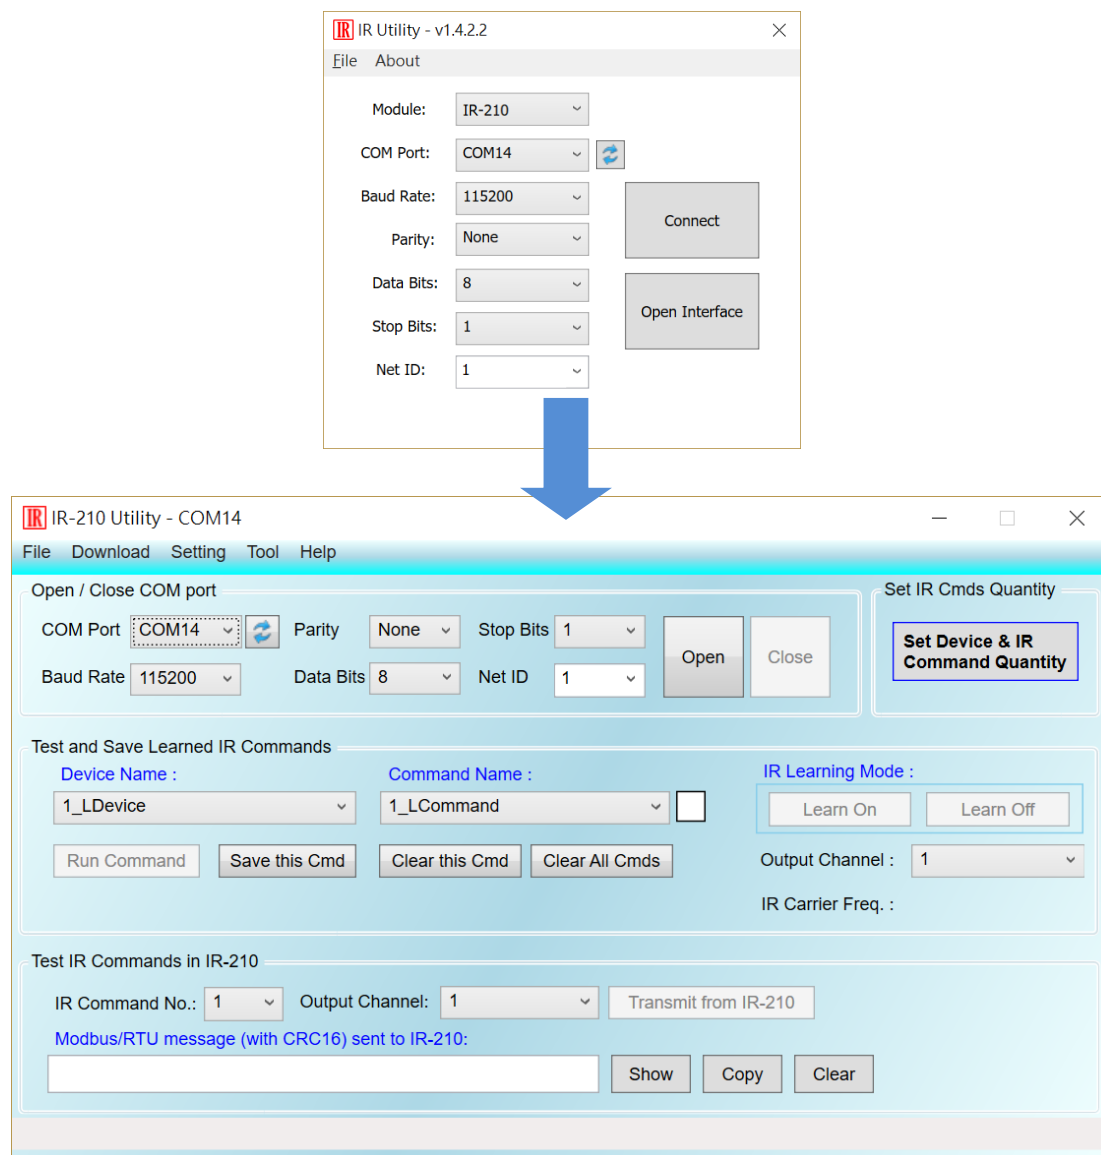 IR IR Utility - v1.4.2.2
File About
Module: IR-210
COM Port: COM14
Baud Rate: 115200
Connect
Parity: None
Data Bits: 8
Open Interface
Stop Bits: 1
Net ID: 1
IR IR-210 Utility - COM14
File Download Setting Tool Help
Open / Close COM port
Set IR Cmds Quantity
COM Port COM14 Parity None Stop Bits 1
Baud Rate 115200 Data Bits 8 Net ID 1
Open Close
Set Device & IR
Command Quantity
Test and Save Learned IR Commands
Device Name : Command Name : IR Learning Mode :
1_LDevice 1_LCommand Learn On Learn Off
Run Command Save this Cmd Clear this Cmd Clear All Cmds Output Channel : 1
IR Carrier Freq. :
Test IR Commands in IR-210
IR Command No.: 1 Output Channel: 1 Transmit from IR-210
Modbus/RTU message (with CRC16) sent to IR-210:
Show Copy Clear